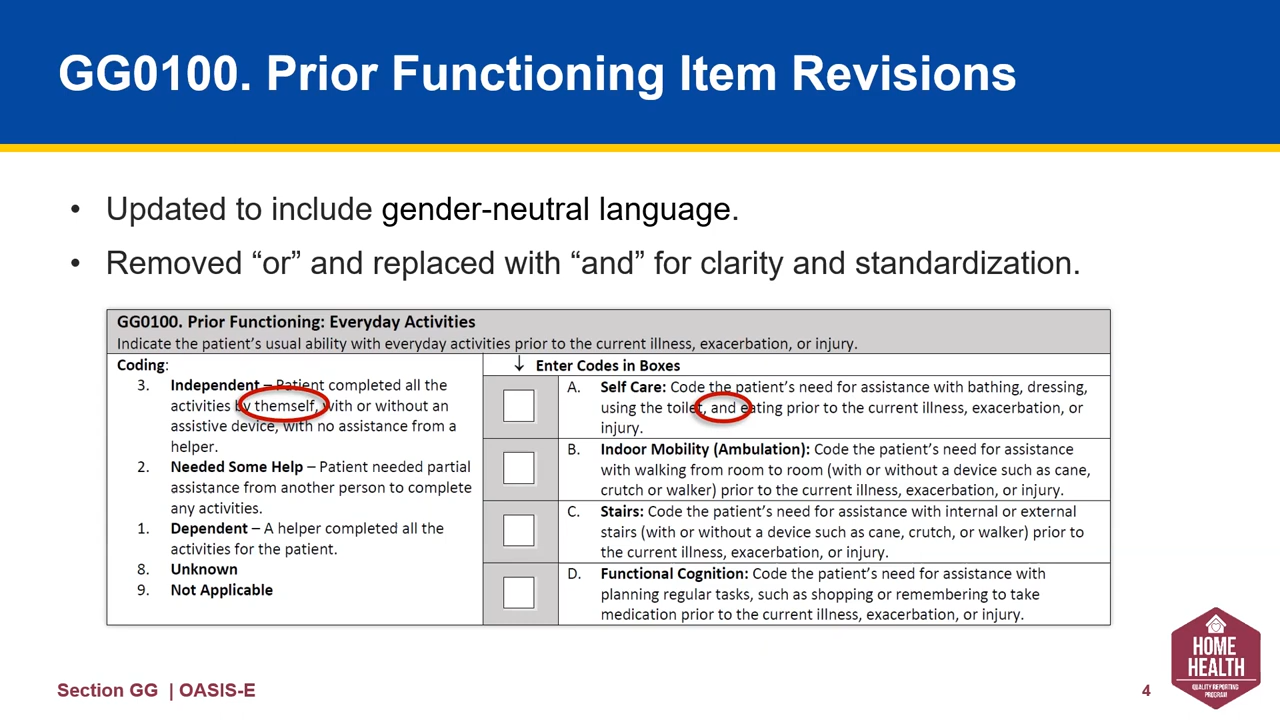 GG0100. Prior Functioning Item Revisions
• Updated to include gender-neutral language.
• Removed “or” and replaced with “and” for clarity and standardization.
GG0100. Prior Functioning: Everyday Activities
Indicate the patient’s usual ability with everyday activities prior to the current illness, exacerbation, or injury.
Coding:
3. Independent – Patient completed all the
activities by themself, with or without an
assistive device, with no assistance from a
helper.
2. Needed Some Help – Patient needed partial
assistance from another person to complete
any activities.
1. Dependent – A helper completed all the
activities for the patient.
8. Unknown
9. Not Applicable
↓ Enter Codes in Boxes
A. Self Care: Code the patient’s need for assistance with bathing, dressing,
using the toilet, and eating prior to the current illness, exacerbation, or
injury.
B. Indoor Mobility (Ambulation): Code the patient’s need for assistance
with walking from room to room (with or without a device such as cane,
crutch or walker) prior to the current illness, exacerbation, or injury.
C. Stairs: Code the patient’s need for assistance with internal or external
stairs (with or without a device such as cane, crutch, or walker) prior to
the current illness, exacerbation, or injury.
D. Functional Cognition: Code the patient’s need for assistance with
planning regular tasks, such as shopping or remembering to take
medication prior to the current illness, exacerbation, or injury.
Section GG | OASIS-E
4
HOME
HEALTH
QUALITY REPORTING
PROGRAM